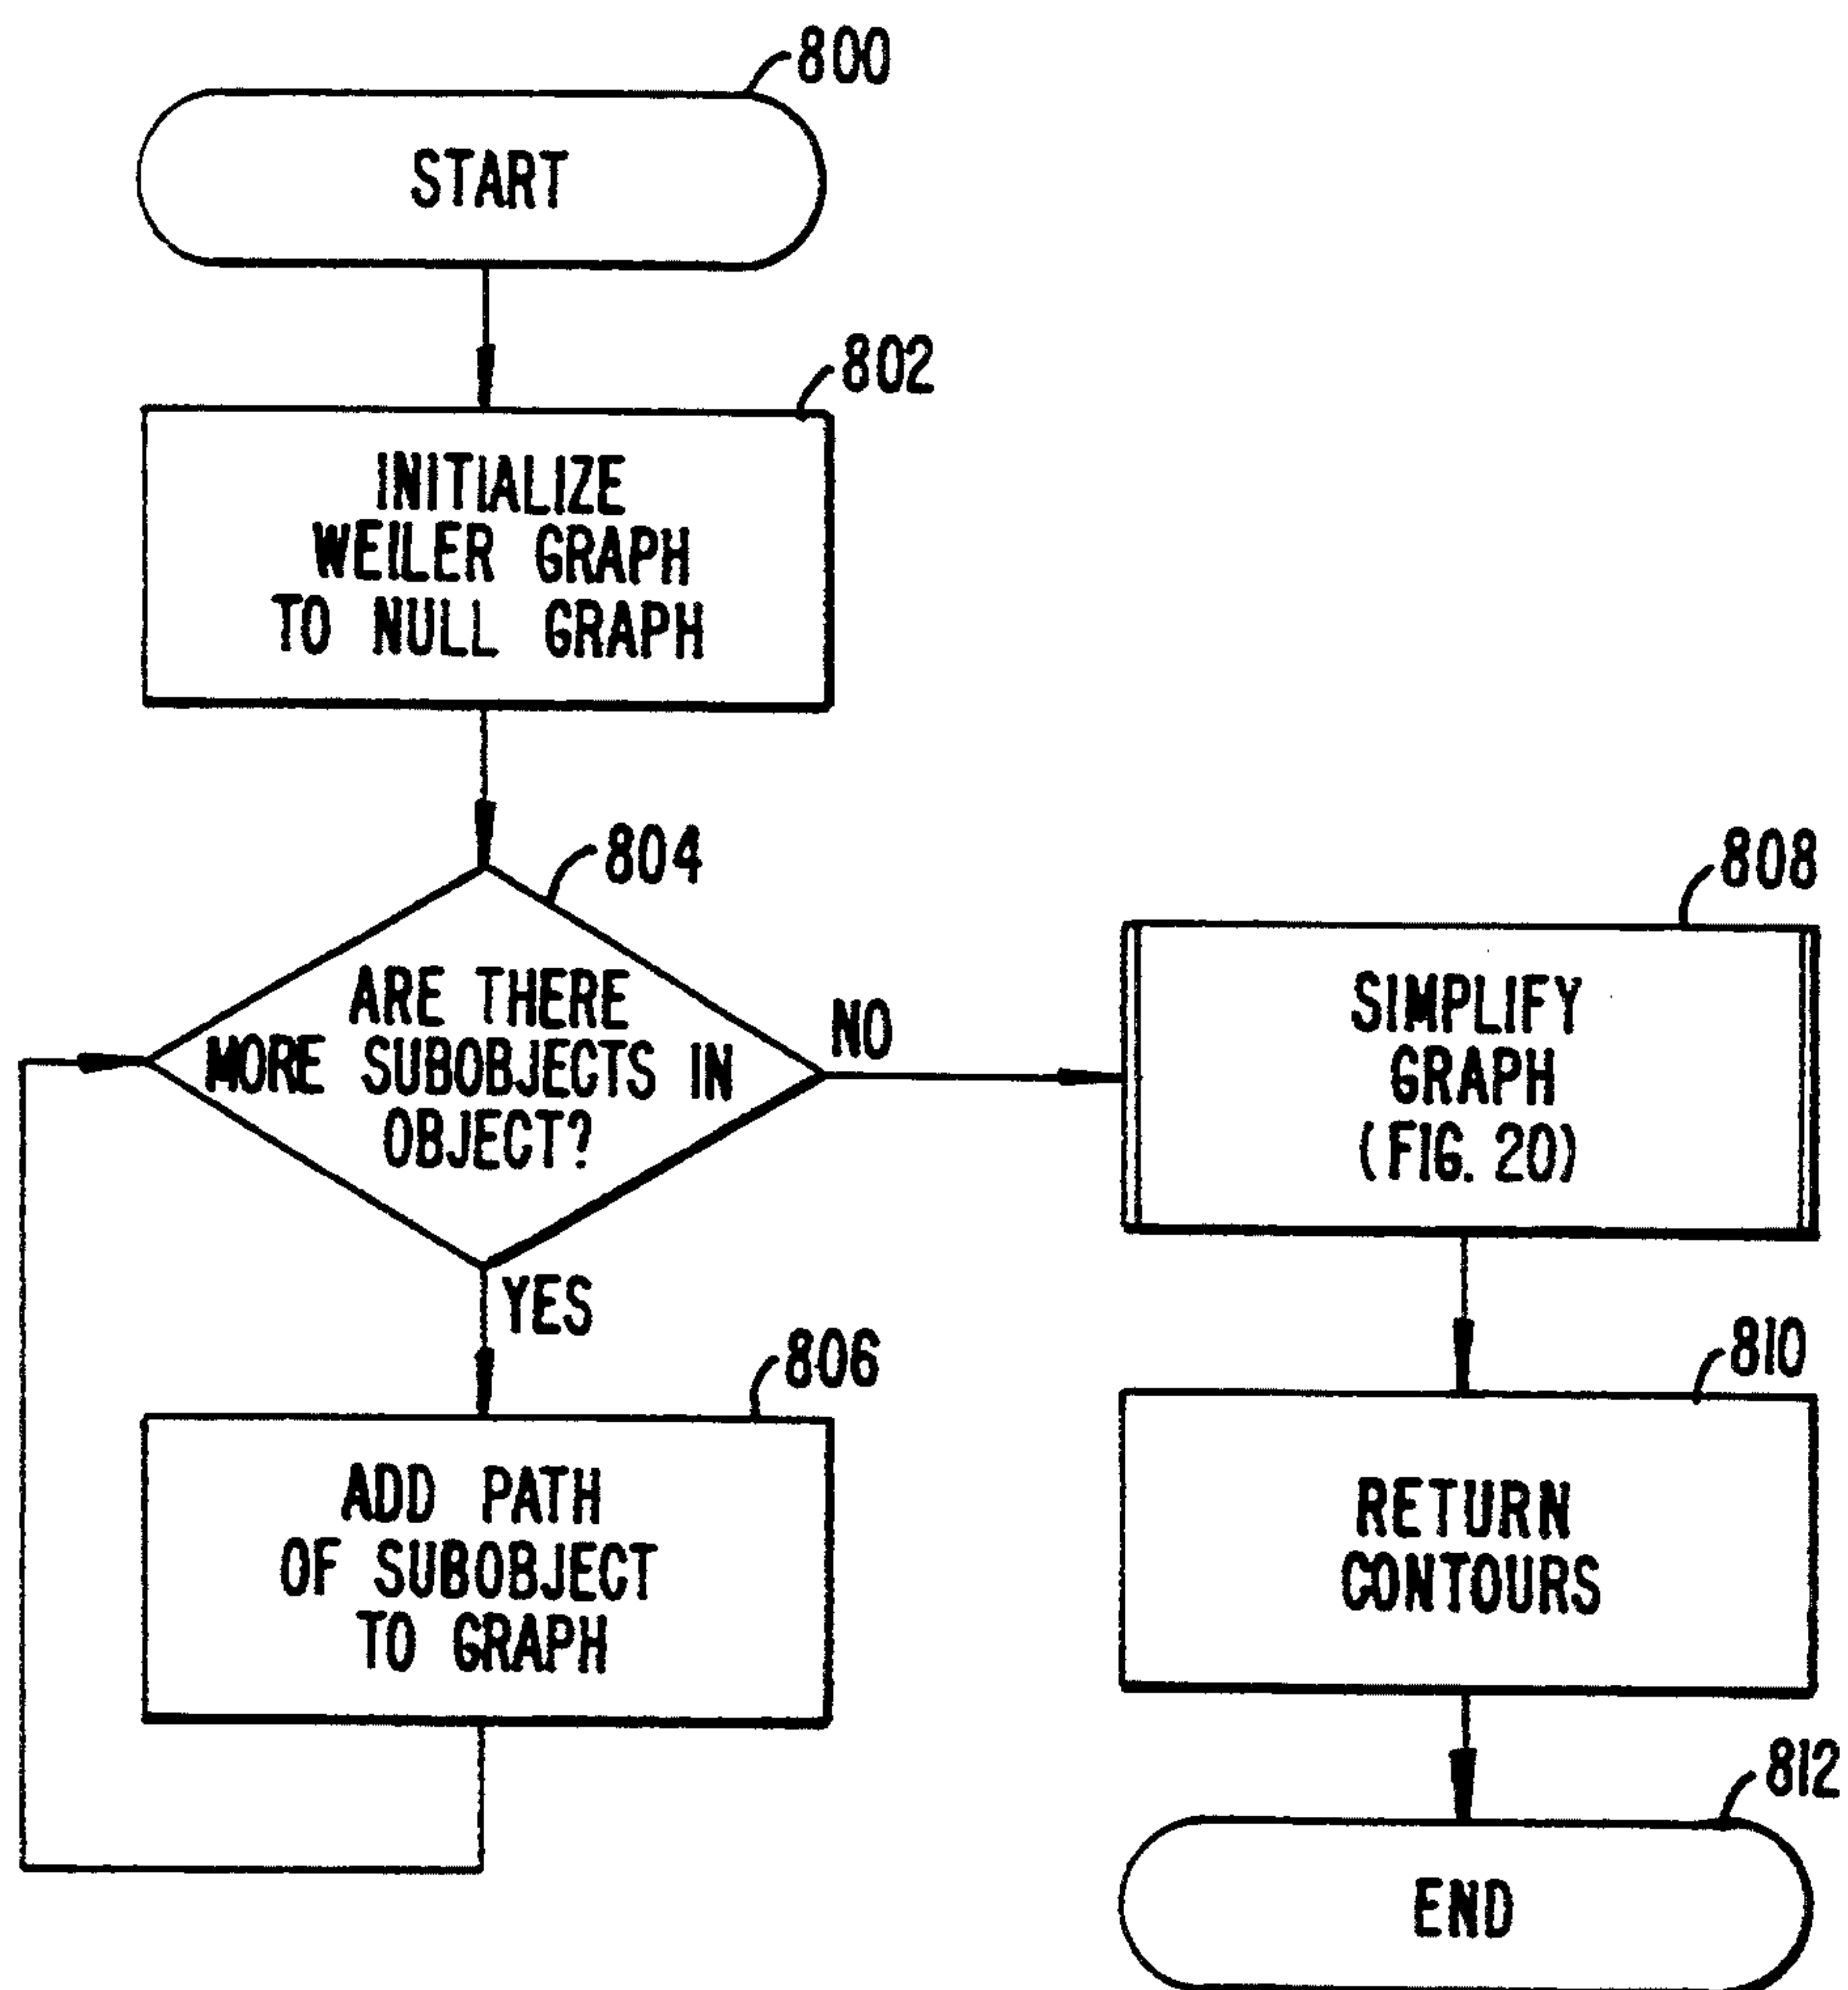 800
START
802
INITIALIZE
WEILER GRAPH
TO NULL GRAPH
804
ARE THERE
MORE SUBOBJECTS IN
OBJECT?
NO
YES
806
ADD PATH
OF SUBOBJECT
TO GRAPH
808
SIMPLIFY
GRAPH
(FIG. 20)
810
RETURN
CONTOURS
812
END